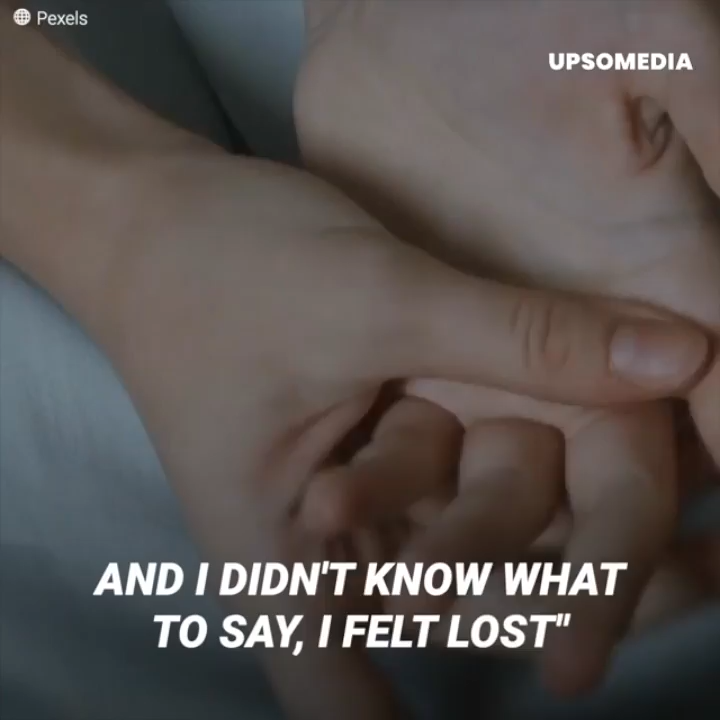 Pexels
UPSOMEDIA
AND I DIDN'T KNOW WHAT
TO SAY, I FELT LOST"